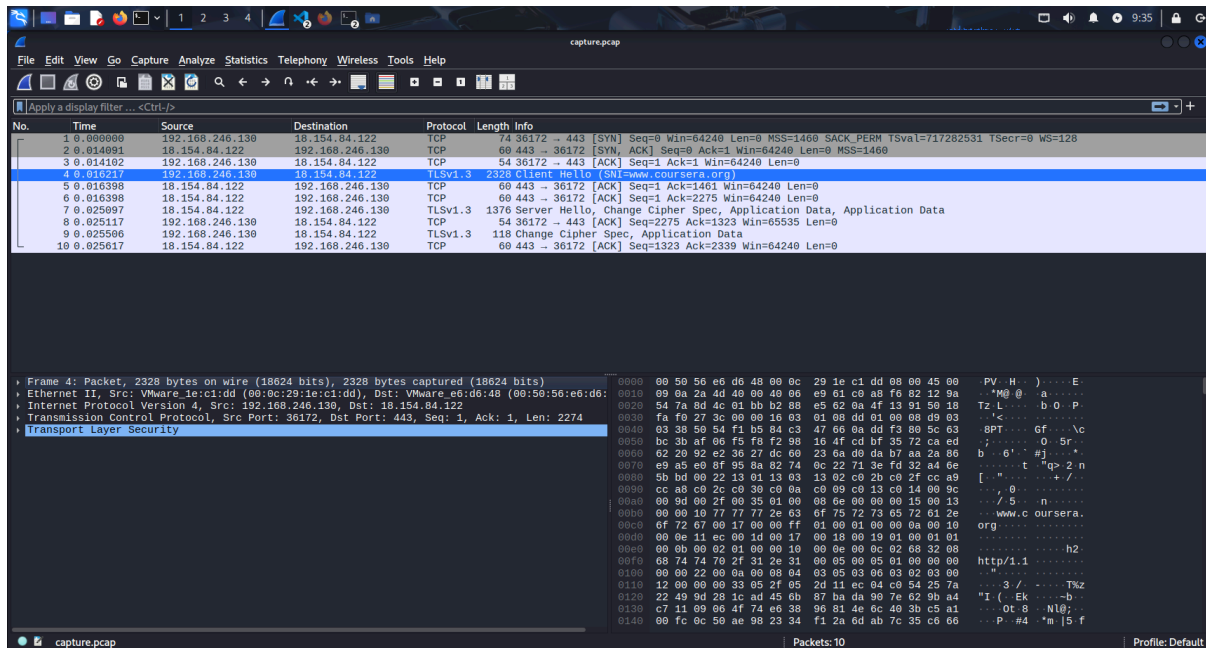 1 2 3 4 9:35
capture.pcap
File Edit View Go Capture Analyze Statistics Telephony Wireless Tools Help
Apply a display filter ... <Ctrl-/>
No. Time Source Destination Protocol Length Info
1 0.000000 192.168.246.130 18.154.84.122 TCP 74 36172 → 443 [SYN] Seq=0 Win=64240 Len=0 MSS=1460 SACK_PERM TSval=717282531 TSecr=0 WS=128
2 0.014091 18.154.84.122 192.168.246.130 TCP 60 443 → 36172 [SYN, ACK] Seq=0 Ack=1 Win=64240 Len=0 MSS=1460
3 0.014102 192.168.246.130 18.154.84.122 TCP 54 36172 → 443 [ACK] Seq=1 Ack=1 Win=64240 Len=0
4 0.016217 192.168.246.130 18.154.84.122 TLSv1.3 2328 Client Hello (SNI=www.coursera.org)
5 0.016398 18.154.84.122 192.168.246.130 TCP 60 443 → 36172 [ACK] Seq=1 Ack=1461 Win=64240 Len=0
6 0.016398 18.154.84.122 192.168.246.130 TCP 60 443 → 36172 [ACK] Seq=1 Ack=2275 Win=64240 Len=0
7 0.025097 18.154.84.122 192.168.246.130 TLSv1.3 1376 Server Hello, Change Cipher Spec, Application Data, Application Data
8 0.025117 192.168.246.130 18.154.84.122 TCP 54 36172 → 443 [ACK] Seq=2275 Ack=1323 Win=65535 Len=0
9 0.025506 192.168.246.130 18.154.84.122 TLSv1.3 118 Change Cipher Spec, Application Data
10 0.025617 18.154.84.122 192.168.246.130 TCP 60 443 → 36172 [ACK] Seq=1323 Ack=2339 Win=64240 Len=0
Frame 4: Packet, 2328 bytes on wire (18624 bits), 2328 bytes captured (18624 bits)
Ethernet II, Src: VMware_1e:c1:dd (00:0c:29:1e:c1:dd), Dst: VMware_e6:d6:48 (00:50:56:e6:d6:
Internet Protocol Version 4, Src: 192.168.246.130, Dst: 18.154.84.122
Transmission Control Protocol, Src Port: 36172, Dst Port: 443, Seq: 1, Ack: 1, Len: 2274
Transport Layer Security
0000 00 50 56 e6 d6 48 00 0c 29 1e c1 dd 08 00 45 00 ·PV··H·· )·····E·
0010 09 0a 2a 4d 40 00 40 06 e9 61 c0 a8 f6 82 12 9a ··*M@·@· ·a······
0020 54 7a 8d 4c 01 bb b2 88 e5 62 0a 4f 13 91 50 18 Tz·L···· ·b·O··P·
0030 fa f0 27 3c 00 00 16 03 01 08 dd 01 00 08 d9 03 ··'<···· ········
0040 03 38 50 54 f1 b5 84 c3 47 66 0a dd f3 80 5c 63 ·8PT···· Gf····\c
0050 bc 3b af 06 f5 f8 f2 98 16 4f cd bf 35 72 ca ed ·;······ ·O··5r··
0060 62 20 92 e2 36 27 dc 60 23 6a d0 da b7 aa 2a 86 b ··6'·` #j····*·
0070 e9 a5 e0 8f 95 8a 82 74 0c 22 71 3e fd 32 a4 6e ·······t ·"q>·2·n
0080 5b bd 00 22 13 01 13 03 13 02 c0 2b c0 2f cc a9 [··"···· ···+·/··
0090 cc a8 c0 2c c0 30 c0 0a c0 09 c0 13 c0 14 00 9c ···,·0·· ········
00a0 00 9d 00 2f 00 35 01 00 08 6e 00 00 00 15 00 13 ···/·5·· ·n······
00b0 00 00 10 77 77 77 2e 63 6f 75 72 73 65 72 61 2e ···www.c oursera.
00c0 6f 72 67 00 17 00 00 ff 01 00 01 00 00 0a 00 10 org····· ········
00d0 00 0e 11 ec 00 1d 00 17 00 18 00 19 01 00 01 01 ········ ········
00e0 00 0b 00 02 01 00 00 10 00 0e 00 0c 02 68 32 08 ········ ·····h2·
00f0 68 74 74 70 2f 31 2e 31 00 05 00 05 01 00 00 00 http/1.1 ········
0100 00 00 22 00 0a 00 08 04 03 05 03 06 03 02 03 00 ··"····· ········
0110 12 00 00 00 33 05 2f 05 2d 11 ec 04 c0 54 25 7a ····3·/· -····T%z
0120 22 49 9d 28 1c ad 45 6b 87 ba da 90 7e 62 9b a4 "I·(··Ek ····~b··
0130 c7 11 09 06 4f 74 e6 38 96 81 4e 6c 40 3b c5 a1 ····Ot·8 ··Nl@;··
0140 00 fc 0c 50 ae 98 23 34 f1 2a 6d ab 7c 35 c6 66 ···P··#4 ·*m·|5·f
capture.pcap Packets: 10 Profile: Default